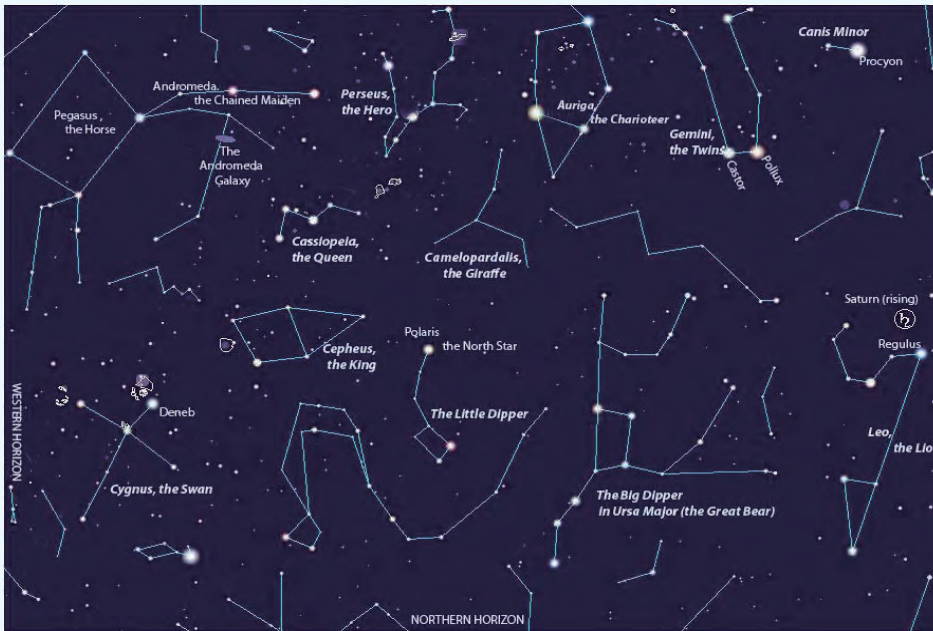 Canis Minor
Procyon
Andromeda,
the Chained Maiden
Perseus,
the Hero
Pegasus,
the Horse
Auriga,
the Charioteer
Gemini,
the Twins
Castor
Pollux
The
Andromeda
Galaxy
Cassiopeia,
the Queen
Camelopardalis,
the Giraffe
Saturn (rising)
♄
Regulus
Polaris
the North Star
Cepheus,
the King
WESTERN HORIZON
Deneb
The Little Dipper
Leo,
the Lio
Cygnus, the Swan
The Big Dipper
in Ursa Major (the Great Bear)
NORTHERN HORIZON